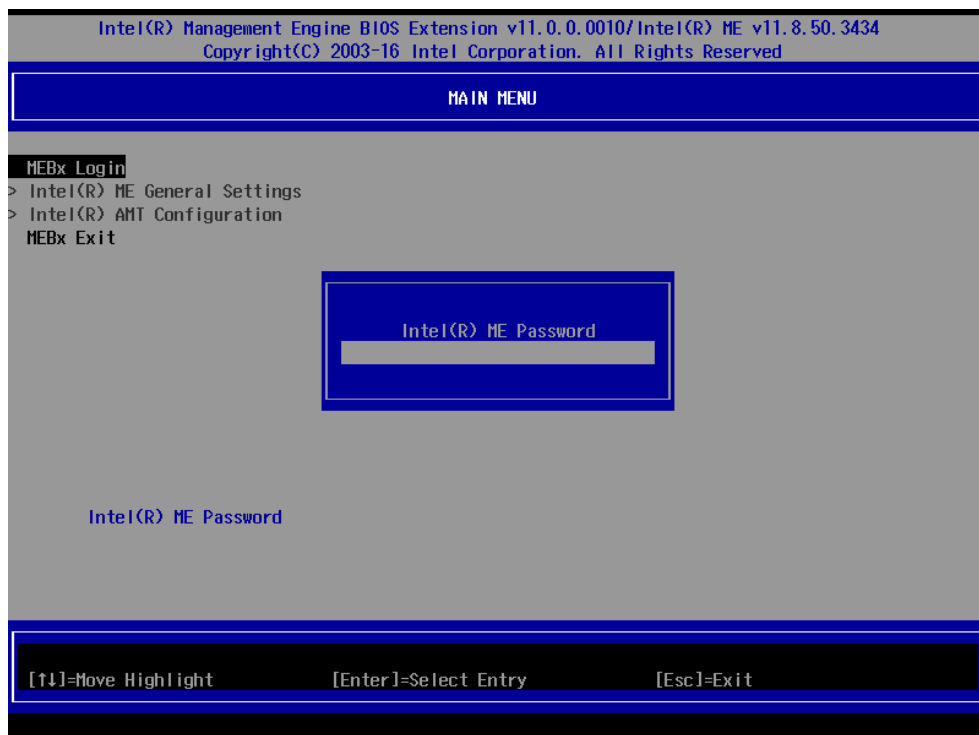 Intel(R) Management Engine BIOS Extension v11.0.0.0010/Intel(R) ME v11.8.50.3434
Copyright(C) 2003-16 Intel Corporation. All Rights Reserved
MAIN MENU
MEBx Login
> Intel(R) ME General Settings
> Intel(R) AMT Configuration
MEBx Exit
Intel(R) ME Password
Intel(R) ME Password
[↑↓]=Move Highlight [Enter]=Select Entry [Esc]=Exit